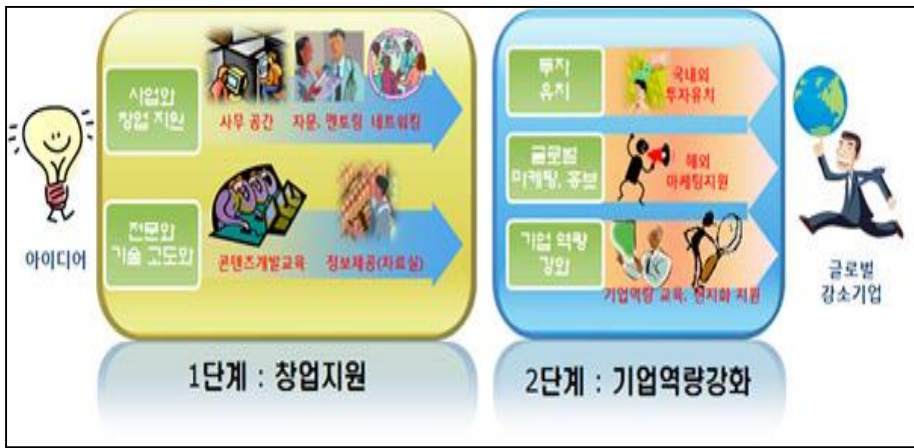 아이디어
사업화
창업 지원
사무 공간
자문, 멘토링
네트워킹
전문화
기술 고도화
콘텐츠개발교육
정보제공(자료실)
1단계 : 창업지원
투자
유치
국내외
투자유치
글로벌
마케팅, 홍보
해외
마케팅지원
기업 역량
강화
기업역량 교육, 현지화 지원
2단계 : 기업역량강화
글로벌
강소기업